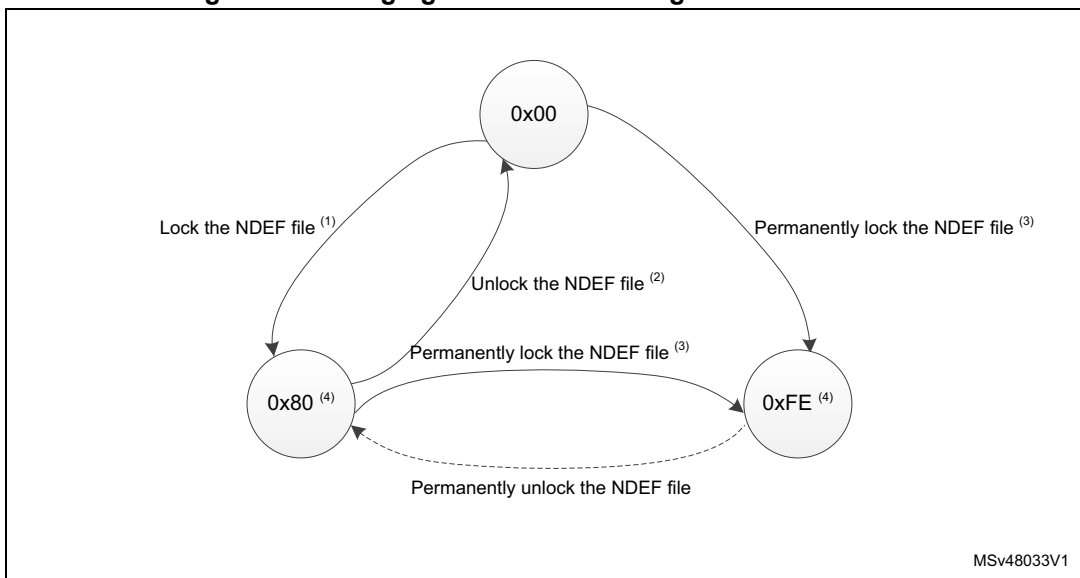 0x00
Lock the NDEF file (1)
Permanently lock the NDEF file (3)
Unlock the NDEF file (2)
Permanently lock the NDEF file (3)
0x80 (4)
0xFE (4)
Permanently unlock the NDEF file
MSv48033V1